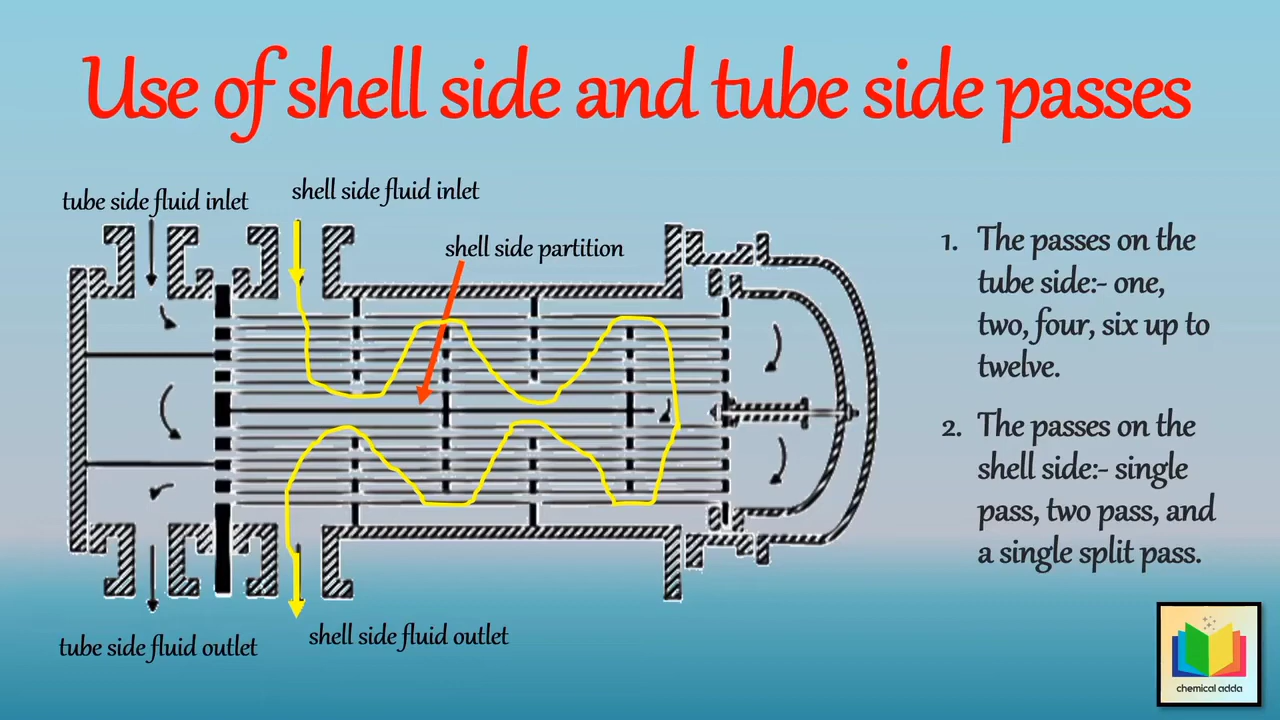 Use of shell side and tube side passes
tube side fluid inlet
shell side fluid inlet
shell side partition
1. The passes on the
tube side:- one,
two, four, six up to
twelve.
2. The passes on the
shell side:- single
pass, two pass, and
a single split pass.
tube side fluid outlet
shell side fluid outlet
chemical adda